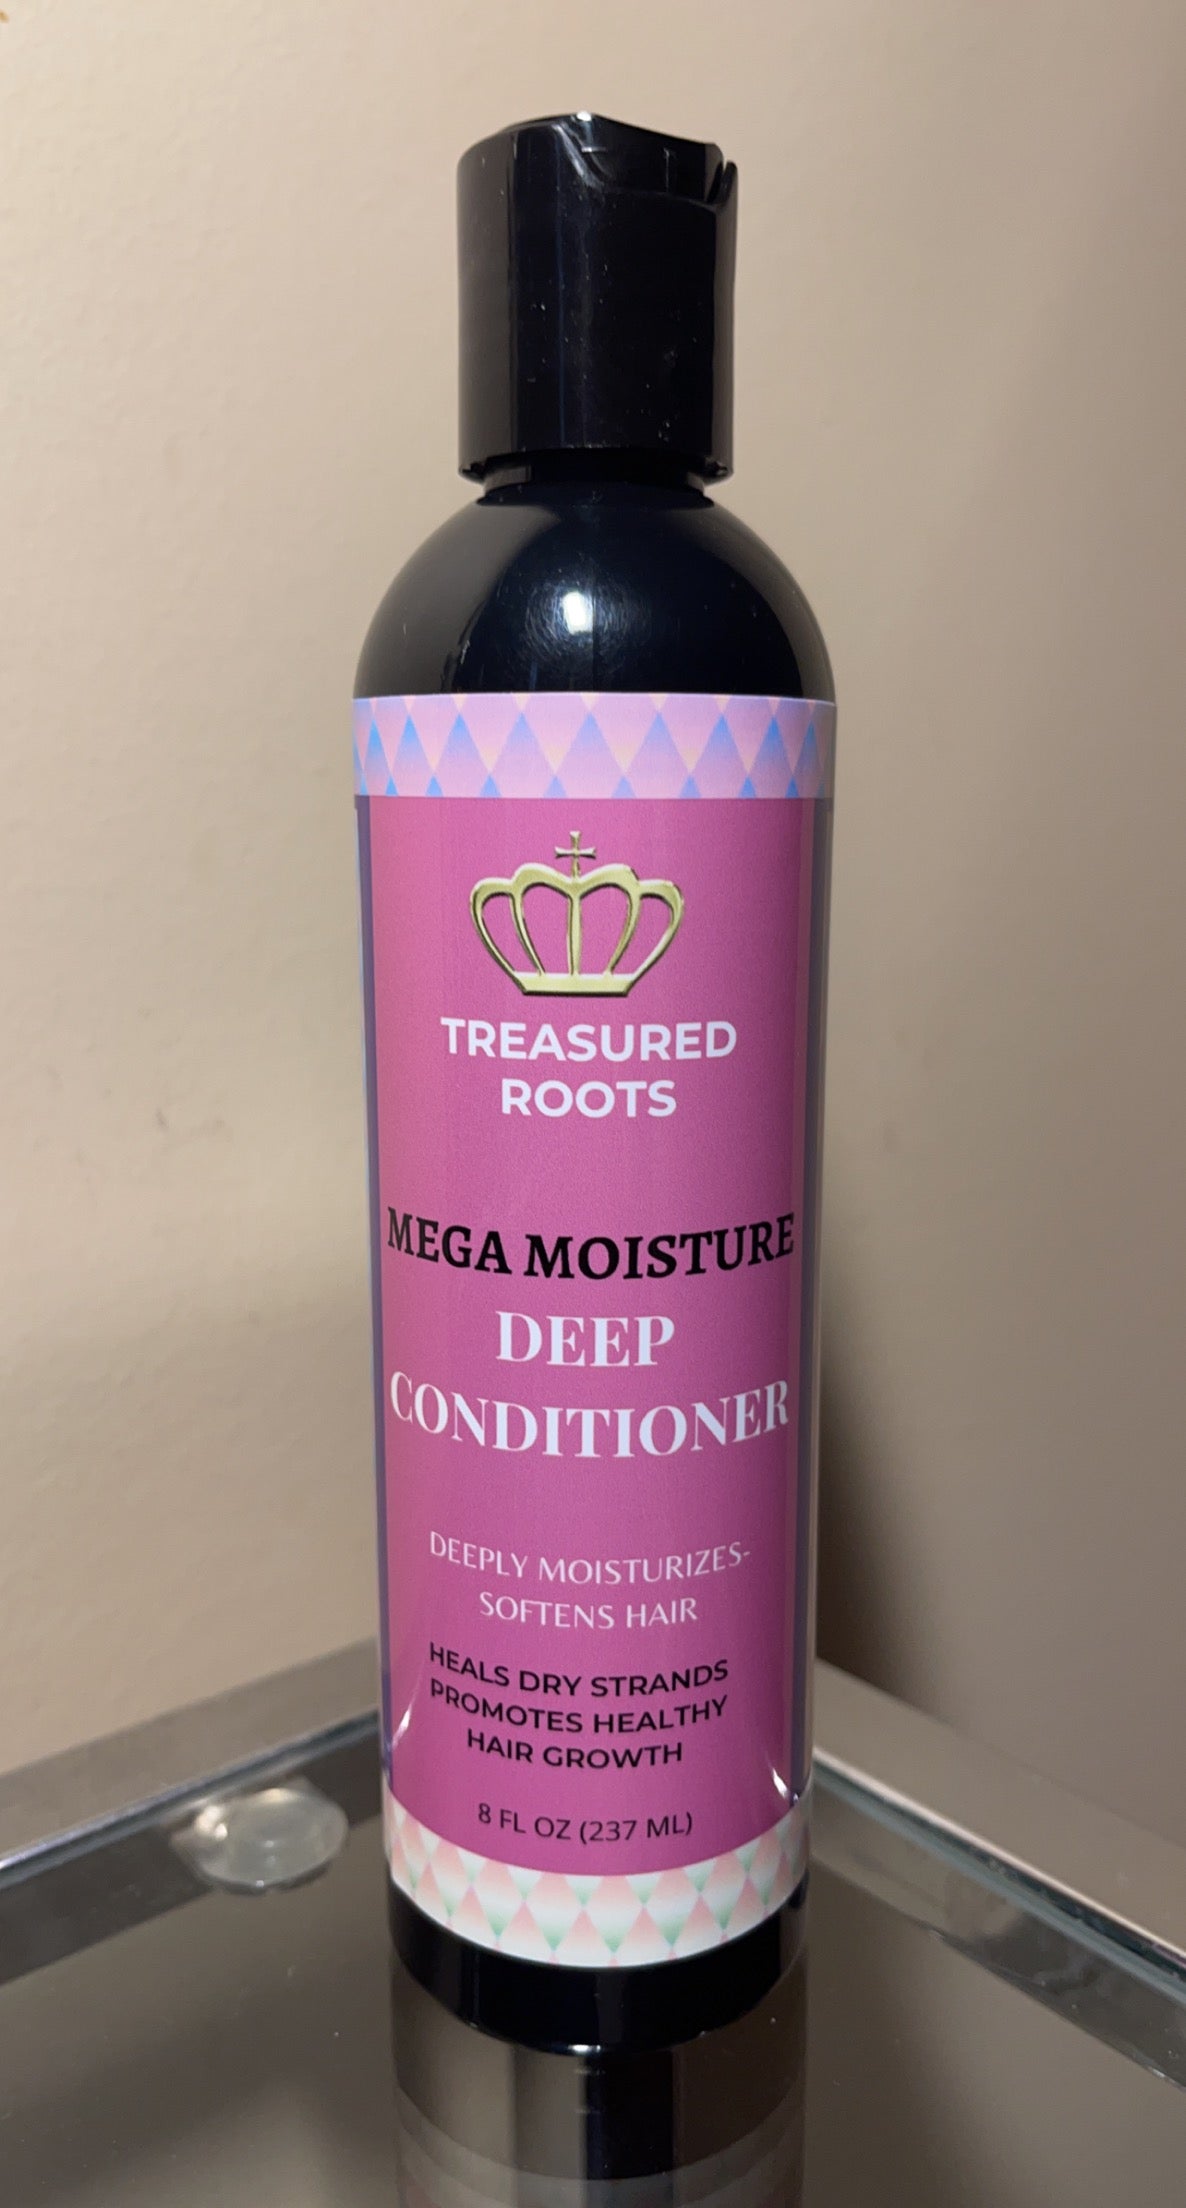 TREASURED
ROOTS
MEGA MOISTURE
DEEP
CONDITIONER
DEEPLY MOISTURIZES-
SOFTENS HAIR
HEALS DRY STRANDS
PROMOTES HEALTHY
HAIR GROWTH
8 FL OZ (237 ML)